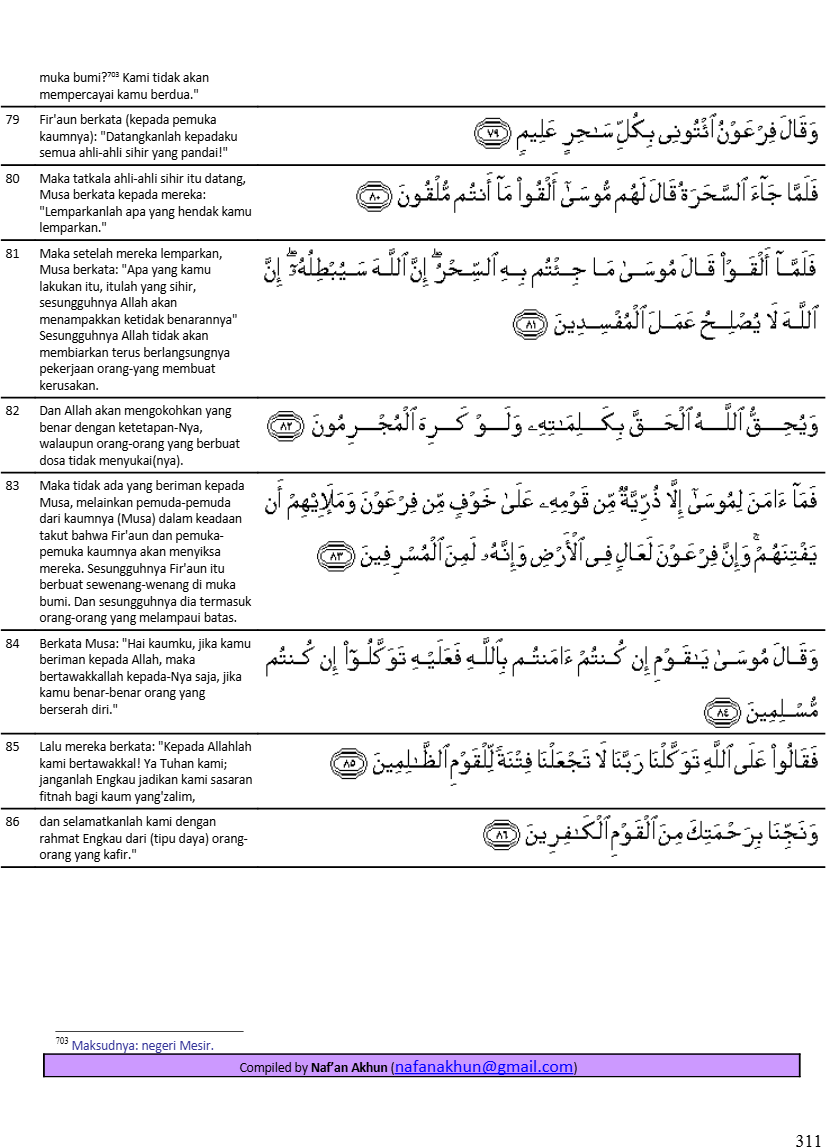 muka bumi?⁷⁰³ Kami tidak akan
mempercayai kamu berdua."
79
Fir'aun berkata (kepada pemuka
kaumnya): "Datangkanlah kepadaku
semua ahli-ahli sihir yang pandai!"
وَقَالَ فِرْعَوْنُ ٱئْتُونِى بِكُلِّ سَـٰحِرٍ عَلِيمٍ ۝٧٩
80
Maka tatkala ahli-ahli sihir itu datang,
Musa berkata kepada mereka:
"Lemparkanlah apa yang hendak kamu
lemparkan."
فَلَمَّا جَآءَ ٱلسَّحَرَةُ قَالَ لَهُم مُّوسَىٰٓ أَلْقُوا۟ مَآ أَنتُم مُّلْقُونَ ۝٨٠
81
Maka setelah mereka lemparkan,
Musa berkata: "Apa yang kamu
lakukan itu, itulah yang sihir,
sesungguhnya Allah akan
menampakkan ketidak benarannya"
Sesungguhnya Allah tidak akan
membiarkan terus berlangsungnya
pekerjaan orang-yang membuat
kerusakan.
فَلَمَّآ أَلْقَوْا۟ قَالَ مُوسَىٰ مَا جِئْتُم بِهِ ٱلسِّحْرُ ۖ إِنَّ ٱللَّهَ سَيُبْطِلُهُۥٓ ۖ إِنَّ
ٱللَّهَ لَا يُصْلِحُ عَمَلَ ٱلْمُفْسِدِينَ ۝٨١
82
Dan Allah akan mengokohkan yang
benar dengan ketetapan-Nya,
walaupun orang-orang yang berbuat
dosa tidak menyukai(nya).
وَيُحِقُّ ٱللَّهُ ٱلْحَقَّ بِكَلِمَـٰتِهِۦ وَلَوْ كَرِهَ ٱلْمُجْرِمُونَ ۝٨٢
83
Maka tidak ada yang beriman kepada
Musa, melainkan pemuda-pemuda
dari kaumnya (Musa) dalam keadaan
takut bahwa Fir'aun dan pemuka-
pemuka kaumnya akan menyiksa
mereka. Sesungguhnya Fir'aun itu
berbuat sewenang-wenang di muka
bumi. Dan sesungguhnya dia termasuk
orang-orang yang melampaui batas.
فَمَآ ءَامَنَ لِمُوسَىٰٓ إِلَّا ذُرِّيَّةٌ مِّن قَوْمِهِۦ عَلَىٰ خَوْفٍ مِّن فِرْعَوْنَ وَمَلَإِي۟هِمْ أَن
يَفْتِنَهُمْ ۚ وَإِنَّ فِرْعَوْنَ لَعَالٍ فِى ٱلْأَرْضِ وَإِنَّهُۥ لَمِنَ ٱلْمُسْرِفِينَ ۝٨٣
84
Berkata Musa: "Hai kaumku, jika kamu
beriman kepada Allah, maka
bertawakkallah kepada-Nya saja, jika
kamu benar-benar orang yang
berserah diri."
وَقَالَ مُوسَىٰ يَـٰقَوْمِ إِن كُنتُمْ ءَامَنتُم بِٱللَّهِ فَعَلَيْهِ تَوَكَّلُوٓا۟ إِن كُنتُم
مُّسْلِمِينَ ۝٨٤
85
Lalu mereka berkata: "Kepada Allahlah
kami bertawakkal! Ya Tuhan kami;
janganlah Engkau jadikan kami sasaran
fitnah bagi kaum yang'zalim,
فَقَالُوا۟ عَلَى ٱللَّهِ تَوَكَّلْنَا رَبَّنَا لَا تَجْعَلْنَا فِتْنَةً لِّلْقَوْمِ ٱلظَّـٰلِمِينَ ۝٨٥
86
dan selamatkanlah kami dengan
rahmat Engkau dari (tipu daya) orang-
orang yang kafir."
وَنَجِّنَا بِرَحْمَتِكَ مِنَ ٱلْقَوْمِ ٱلْكَـٰفِرِينَ ۝٨٦
⁷⁰³ Maksudnya: negeri Mesir.
Compiled by Naf'an Akhun (nafanakhun@gmail.com)
311